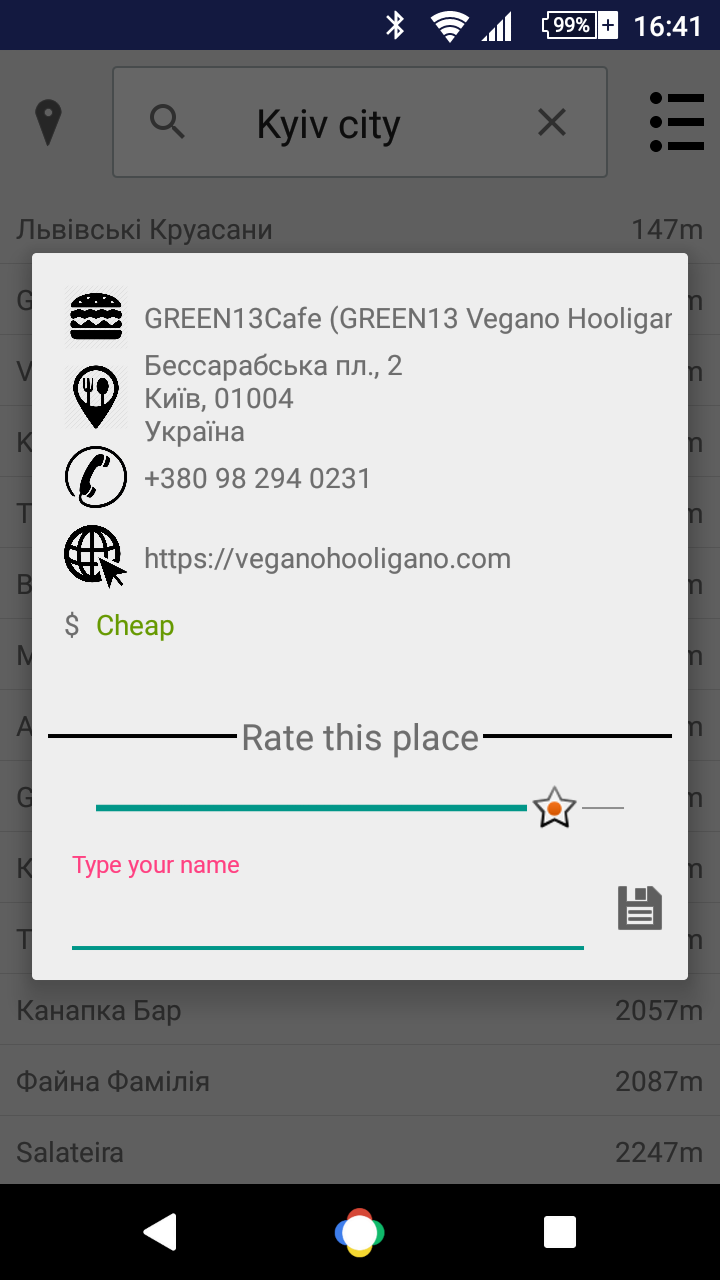 99%
16:41
Kyiv city
Львівські Круасани 147m
GREEN13Cafe (GREEN13 Vegano Hooligan
Бессарабська пл., 2
Київ, 01004
Україна
+380 98 294 0231
https://veganohooligano.com
$ Cheap
Rate this place
Type your name
Канапка Бар 2057m
Файна Фамілія 2087m
Salateira 2247m